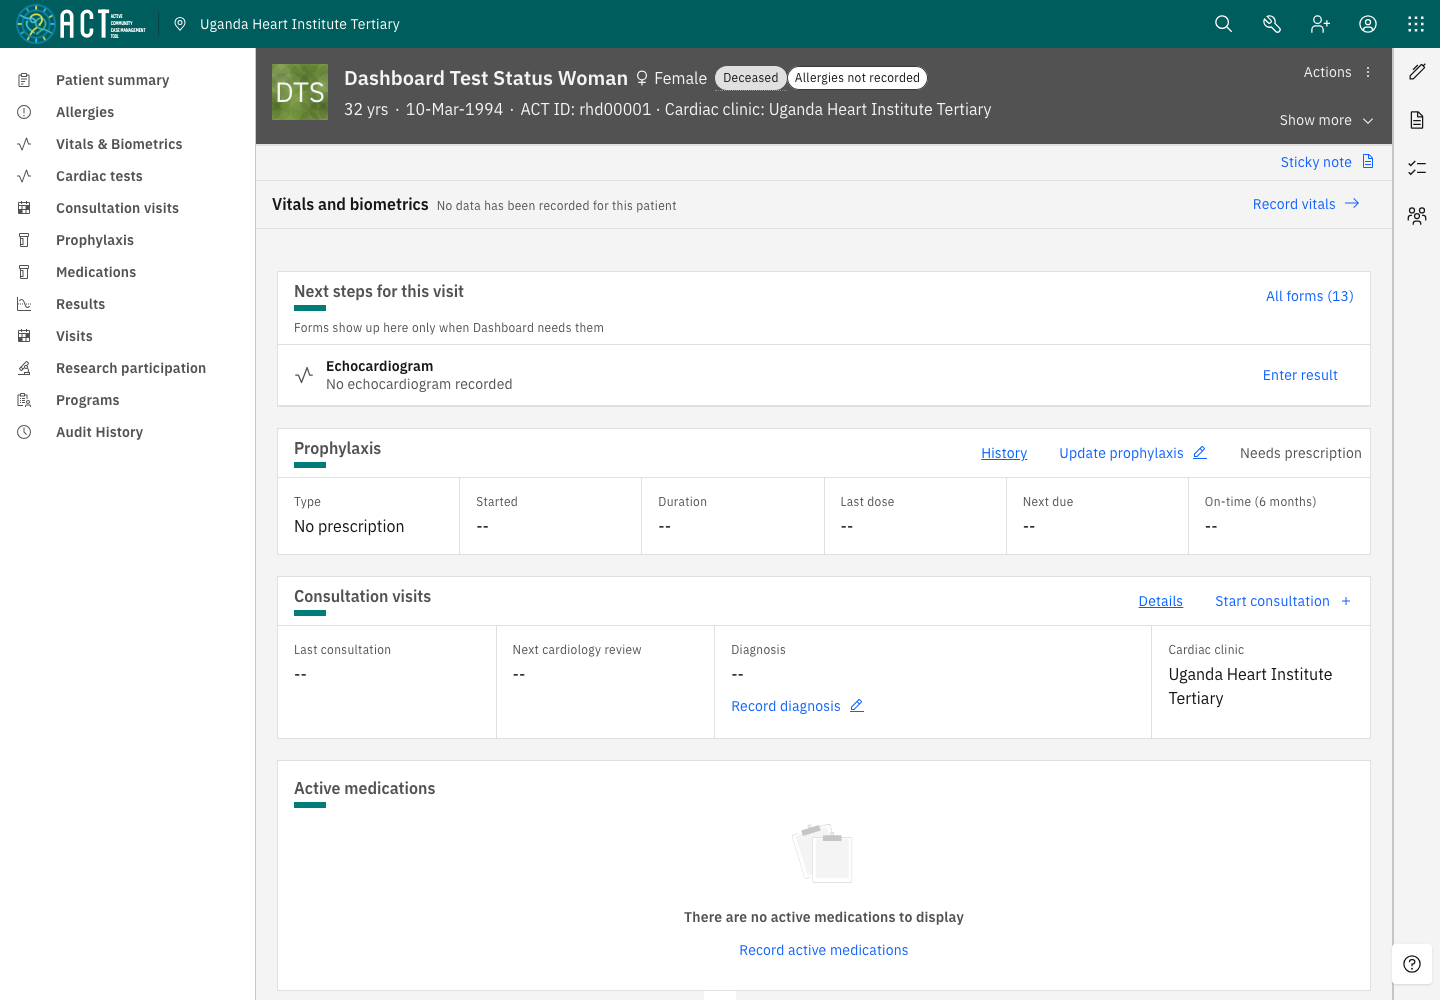 ACT
ACTIVE
COMMUNITY
CASE MANAGEMENT
TOOL
Uganda Heart Institute Tertiary
Patient summary
Allergies
Vitals & Biometrics
Cardiac tests
Consultation visits
Prophylaxis
Medications
Results
Visits
Research participation
Programs
Audit History
DTS
Dashboard Test Status Woman Female Deceased Allergies not recorded
32 yrs · 10-Mar-1994 · ACT ID: rhd00001 · Cardiac clinic: Uganda Heart Institute Tertiary
Actions
Show more
Sticky note
Vitals and biometrics No data has been recorded for this patient
Record vitals
Next steps for this visit
All forms (13)
Forms show up here only when Dashboard needs them
Echocardiogram
No echocardiogram recorded
Enter result
Prophylaxis
History
Update prophylaxis
Needs prescription
Type
No prescription
Started
--
Duration
--
Last dose
--
Next due
--
On-time (6 months)
--
Consultation visits
Details
Start consultation +
Last consultation
--
Next cardiology review
--
Diagnosis
--
Record diagnosis
Cardiac clinic
Uganda Heart Institute
Tertiary
Active medications
There are no active medications to display
Record active medications